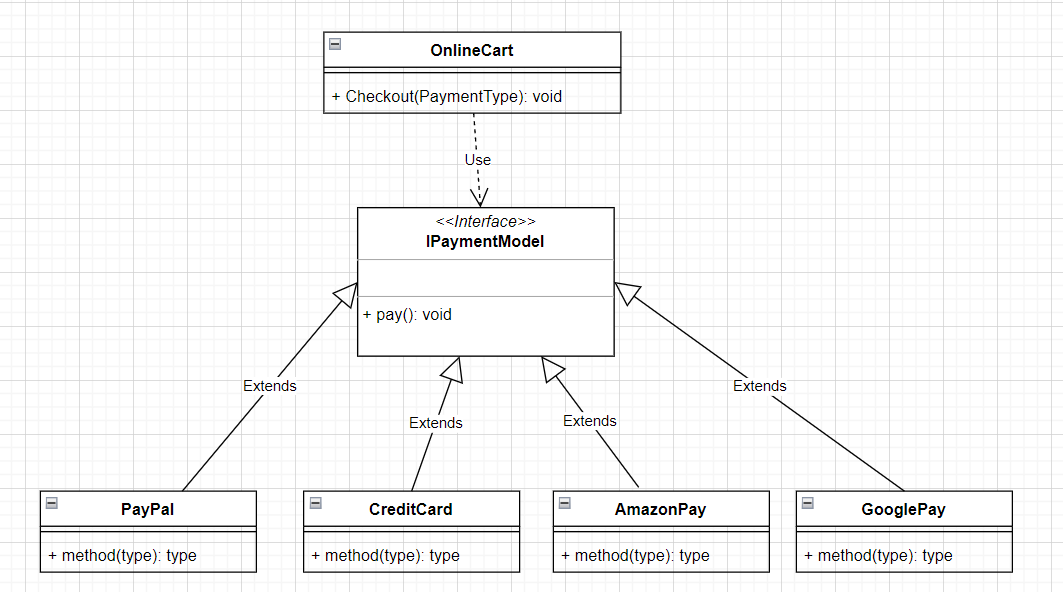 OnlineCart
+ Checkout(PaymentType): void
Use
<<Interface>>
IPaymentModel
+ pay(): void
Extends
Extends
Extends
Extends
PayPal
+ method(type): type
CreditCard
+ method(type): type
AmazonPay
+ method(type): type
GooglePay
+ method(type): type